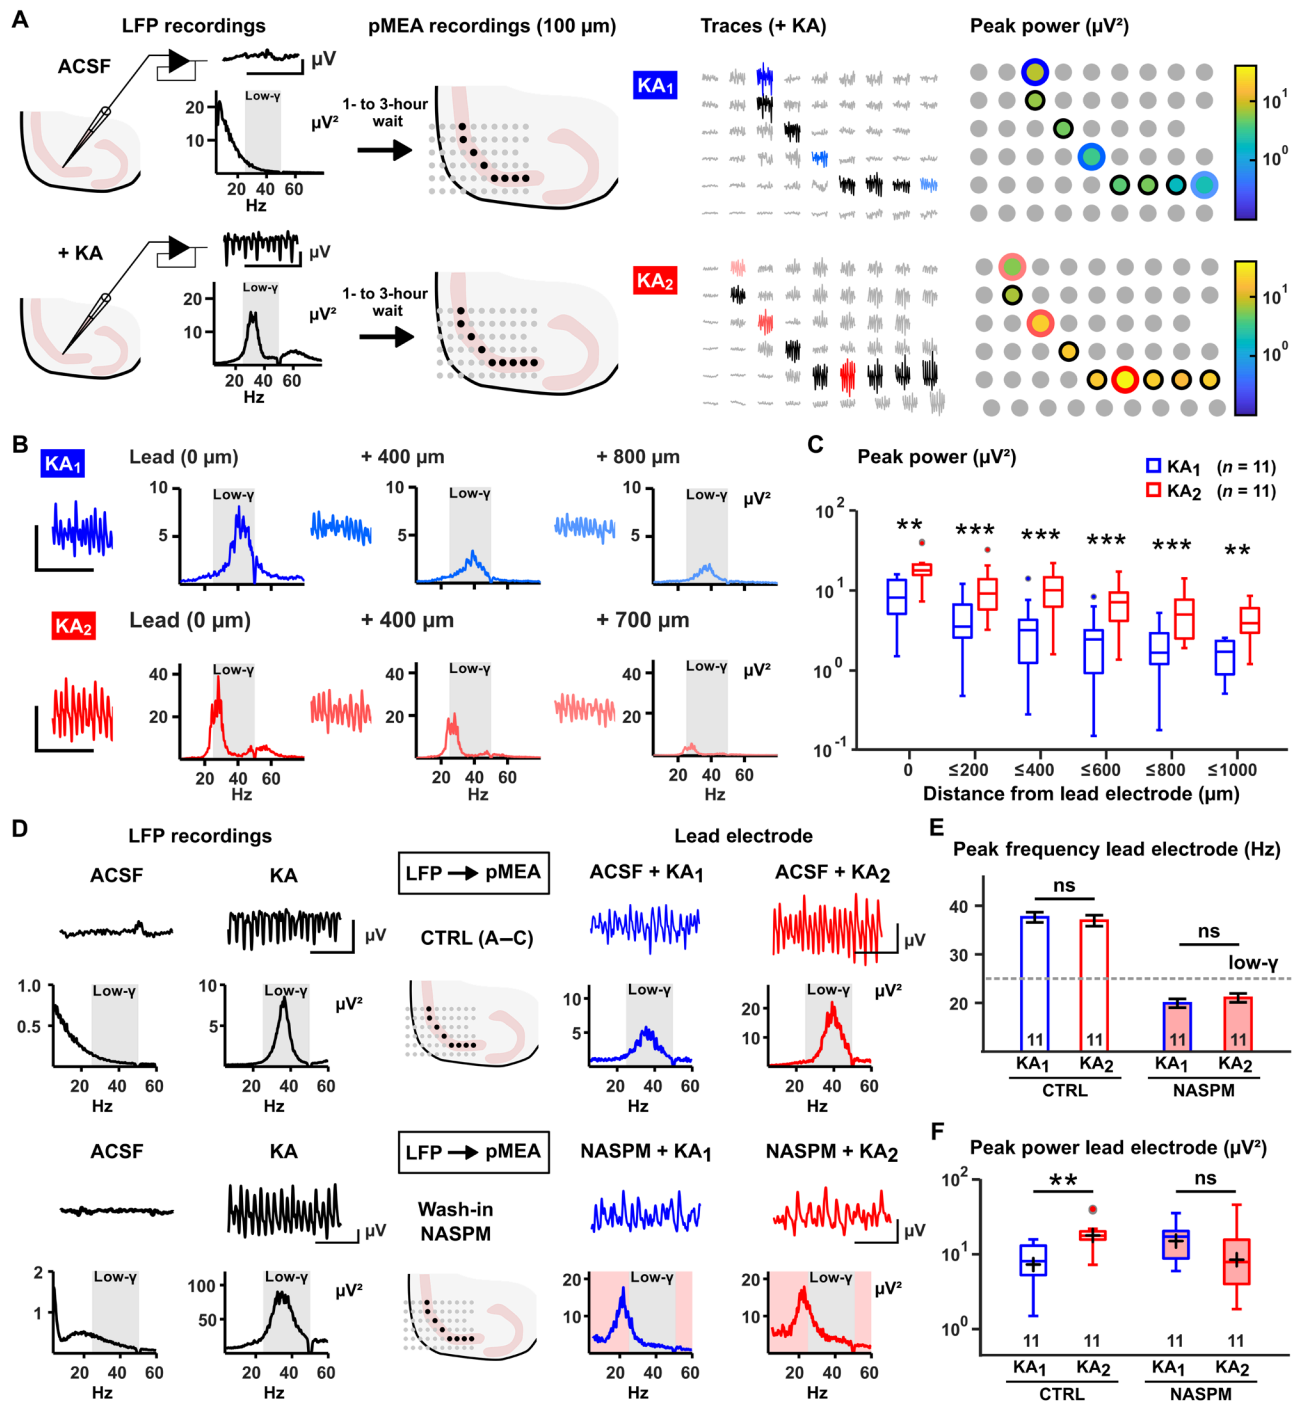 A
LFP recordings
pMEA recordings (100 µm)
Traces (+ KA)
Peak power (µV²)
ACSF
µV
Low-γ
20
10
µV²
20 40 60
Hz
1- to 3-hour
wait
KA1
10¹
10⁰
+ KA
µV
Low-γ
20
10
µV²
20 40 60
Hz
1- to 3-hour
wait
KA2
10¹
10⁰
B
KA1
Lead (0 µm)
+ 400 µm
+ 800 µm
10
5
Low-γ
10
5
Low-γ
10
5
Low-γ
µV²
KA2
Lead (0 µm)
+ 400 µm
+ 700 µm
40
20
Low-γ
40
20
Low-γ
40
20
Low-γ
µV²
20 40 60
Hz
20 40 60
Hz
20 40 60
Hz
C
Peak power (µV²)
KA1 (n = 11)
KA2 (n = 11)
10²
10¹
10⁰
10⁻¹
** *** *** *** *** **
0 ≤200 ≤400 ≤600 ≤800 ≤1000
Distance from lead electrode (µm)
D
LFP recordings
Lead electrode
ACSF
KA
LFP → pMEA
ACSF + KA1
ACSF + KA2
µV
CTRL (A–C)
µV
1.0
0.5
Low-γ
10
5
Low-γ
µV²
10
5
Low-γ
20
10
Low-γ
µV²
20 40 60
Hz
20 40 60
Hz
20 40 60
Hz
20 40 60
Hz
ACSF
KA
LFP → pMEA
NASPM + KA1
NASPM + KA2
µV
Wash-in
NASPM
µV
2
1
Low-γ
100
50
Low-γ
µV²
20
10
Low-γ
20
10
Low-γ
µV²
20 40 60
Hz
20 40 60
Hz
20 40 60
Hz
20 40 60
Hz
E
Peak frequency lead electrode (Hz)
40
30
20
ns
ns
low-γ
11 11 11 11
KA1 KA2 KA1 KA2
CTRL NASPM
F
Peak power lead electrode (µV²)
10²
10¹
10⁰
**
ns
11 11 11 11
KA1 KA2 KA1 KA2
CTRL NASPM